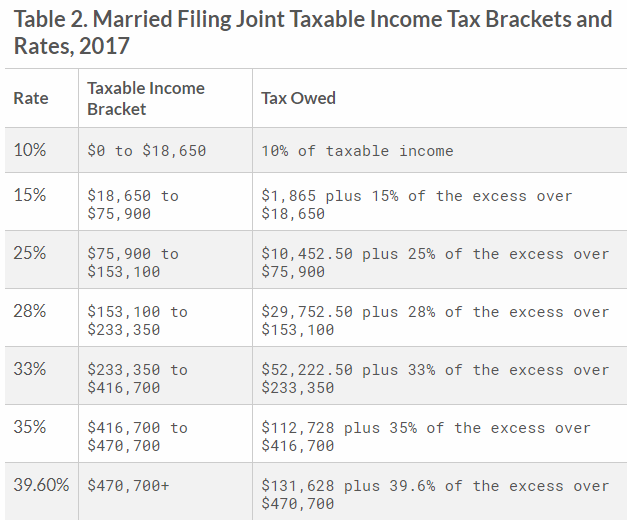 Table 2. Married Filing Joint Taxable Income Tax Brackets and
Rates, 2017
Rate
Taxable Income
Bracket
Tax Owed
10%
$0 to $18,650
10% of taxable income
15%
$18,650 to
$75,900
$1,865 plus 15% of the excess over
$18,650
25%
$75,900 to
$153,100
$10,452.50 plus 25% of the excess over
$75,900
28%
$153,100 to
$233,350
$29,752.50 plus 28% of the excess over
$153,100
33%
$233,350 to
$416,700
$52,222.50 plus 33% of the excess over
$233,350
35%
$416,700 to
$470,700
$112,728 plus 35% of the excess over
$416,700
39.60%
$470,700+
$131,628 plus 39.6% of the excess over
$470,700